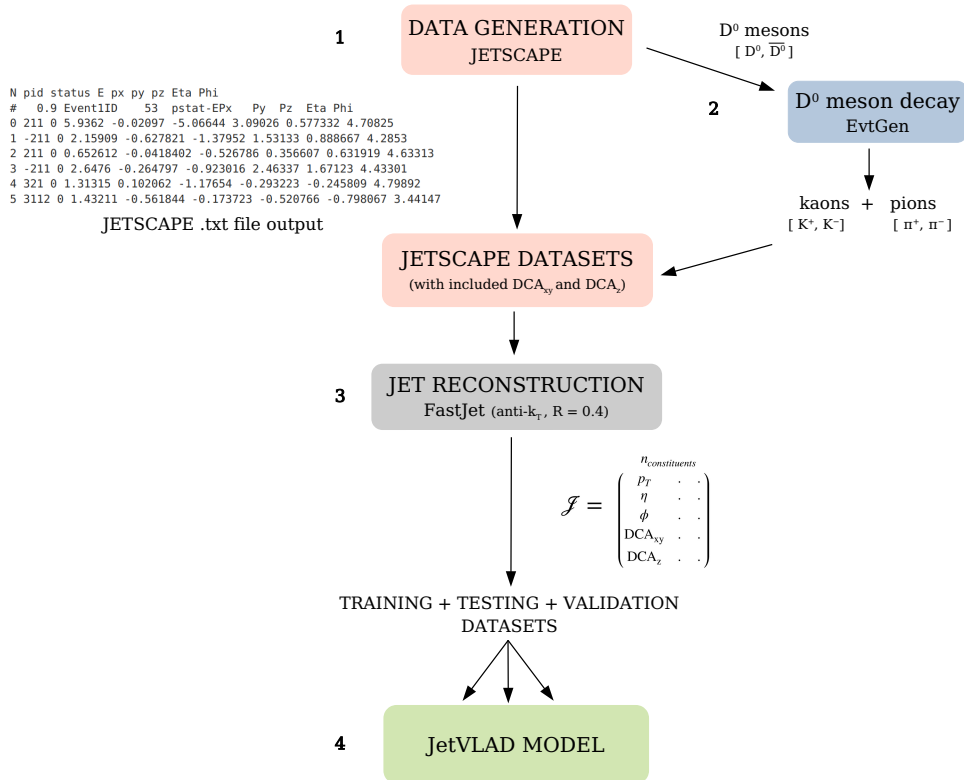 1
DATA GENERATION
JETSCAPE
D⁰ mesons
[ D⁰, D̅⁰ ]
N pid status E px py pz Eta Phi
#   0.9 Event1ID    53  pstat-EPx   Py  Pz  Eta Phi
0 211 0 5.9362 -0.02097 -5.06644 3.09026 0.577332 4.70825
1 -211 0 2.15909 -0.627821 -1.37952 1.53133 0.888667 4.2853
2 211 0 0.652612 -0.0418402 -0.526786 0.356607 0.631919 4.63313
3 -211 0 2.6476 -0.264797 -0.923016 2.46337 1.67123 4.43301
4 321 0 1.31315 0.102062 -1.17654 -0.293223 -0.245809 4.79892
5 3112 0 1.43211 -0.561844 -0.173723 -0.520766 -0.798067 3.44147
JETSCAPE .txt file output
2
D⁰ meson decay
EvtGen
kaons + pions
[ K⁺, K⁻ ] [ π⁺, π⁻ ]
JETSCAPE DATASETS
(with included DCA_xy and DCA_z)
3
JET RECONSTRUCTION
FastJet (anti-k_T, R = 0.4)
n_constituents
p_T . .
η . .
𝒥 = ϕ . .
DCA_xy . .
DCA_z . .
TRAINING + TESTING + VALIDATION
DATASETS
4
JetVLAD MODEL